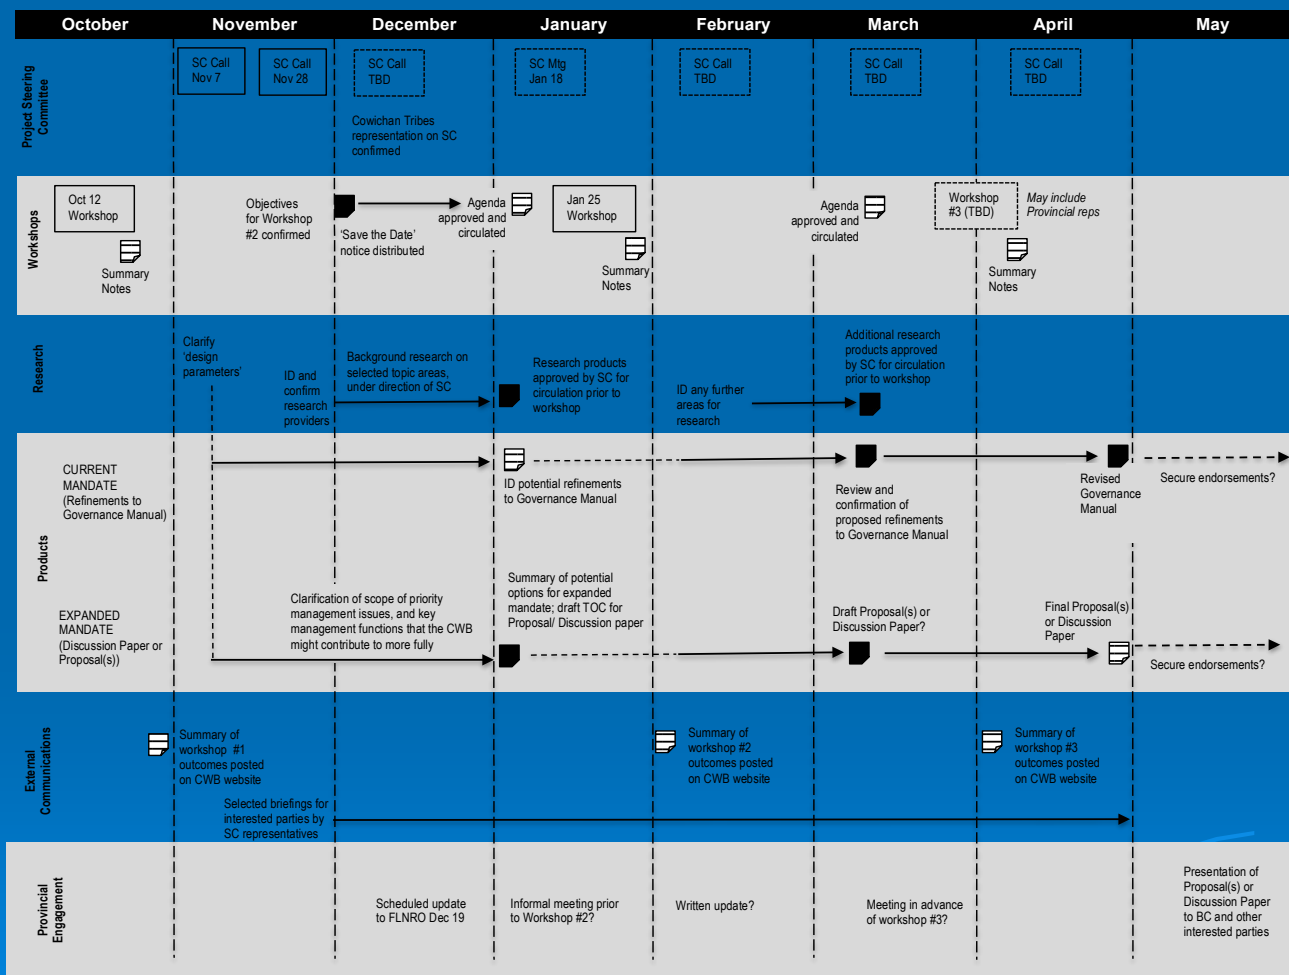 October
November
December
January
February
March
April
May
Project Steering
Committee
SC Call
Nov 7
SC Call
Nov 28
SC Call
TBD
SC Mtg
Jan 18
SC Call
TBD
SC Call
TBD
SC Call
TBD
Cowichan Tribes
representation on SC
confirmed
Workshops
Oct 12
Workshop
Summary
Notes
Objectives
for Workshop
#2 confirmed
‘Save the Date’
notice distributed
Agenda
approved and
circulated
Jan 25
Workshop
Summary
Notes
Agenda
approved and
circulated
Workshop
#3 (TBD)
May include
Provincial reps
Summary
Notes
Research
Clarify
‘design
parameters’
ID and
confirm
research
providers
Background research on
selected topic areas,
under direction of SC
Research products
approved by SC for
circulation prior to
workshop
ID any further
areas for
research
Additional research
products approved
by SC for circulation
prior to workshop
Products
CURRENT
MANDATE
(Refinements to
Governance Manual)
ID potential refinements
to Governance Manual
Review and
confirmation of
proposed refinements
to Governance Manual
Revised
Governance
Manual
Secure endorsements?
EXPANDED
MANDATE
(Discussion Paper or
Proposal(s))
Clarification of scope of priority
management issues, and key
management functions that the CWB
might contribute to more fully
Summary of potential
options for expanded
mandate; draft TOC for
Proposal/ Discussion paper
Draft Proposal(s) or
Discussion Paper?
Final Proposal(s)
or Discussion
Paper
Secure endorsements?
External
Communications
Summary of
workshop #1
outcomes posted
on CWB website
Summary of
workshop #2
outcomes posted
on CWB website
Summary of
workshop #3
outcomes posted
on CWB website
Selected briefings for
interested parties by
SC representatives
Provincial
Engagement
Scheduled update
to FLNRO Dec 19
Informal meeting prior
to Workshop #2?
Written update?
Meeting in advance
of workshop #3?
Presentation of
Proposal(s) or
Discussion Paper
to BC and other
interested parties